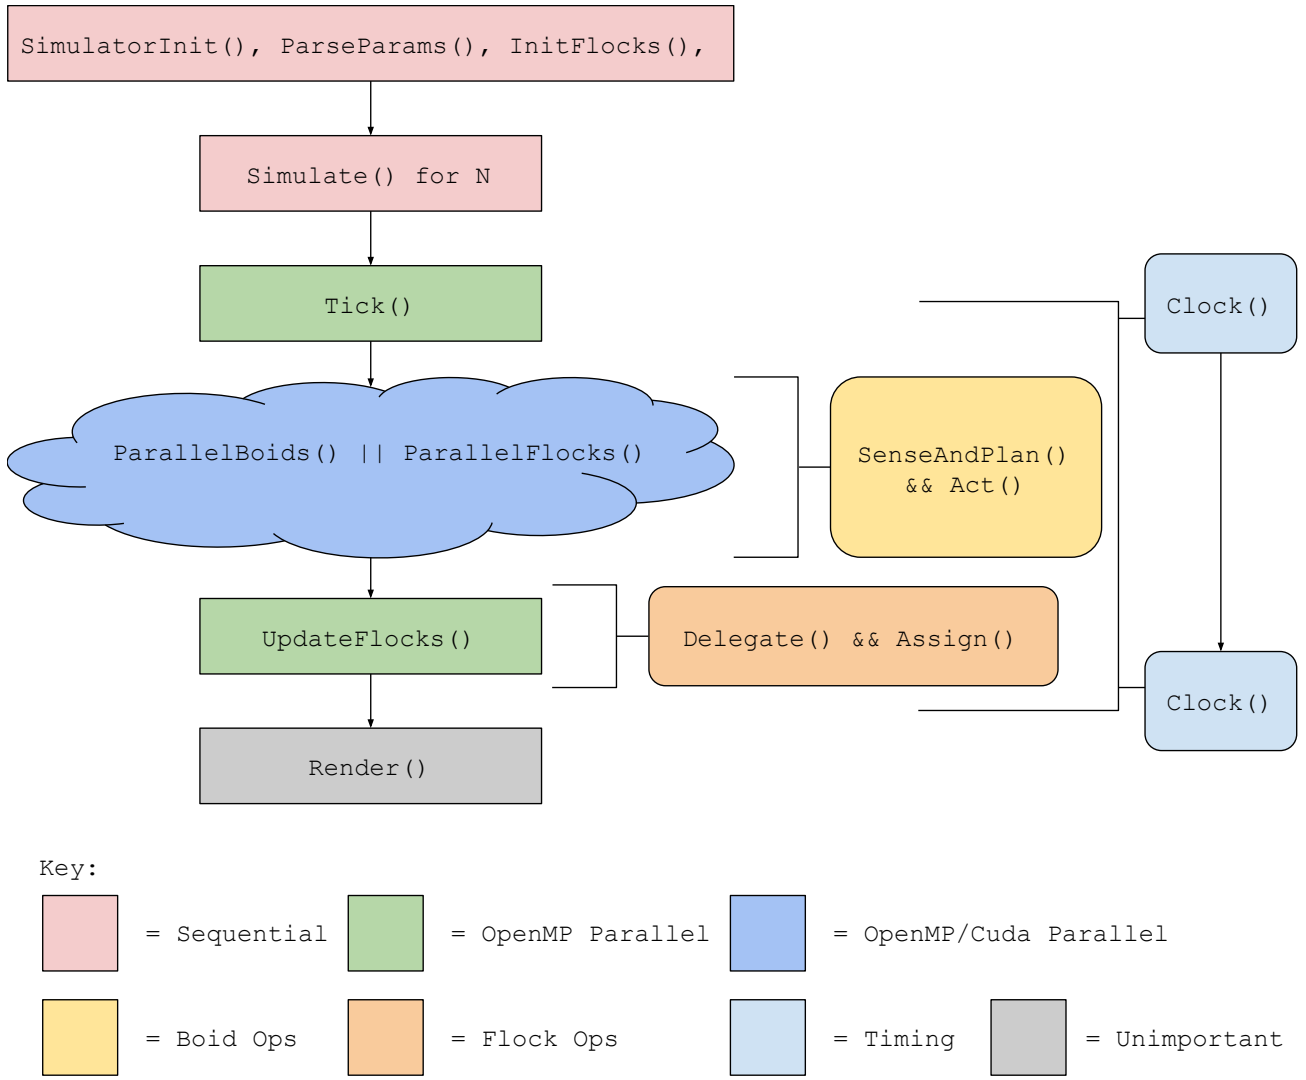 SimulatorInit(), ParseParams(), InitFlocks(),
Simulate() for N
Tick()
Clock()
ParallelBoids() || ParallelFlocks()
SenseAndPlan()
&& Act()
UpdateFlocks()
Delegate() && Assign()
Clock()
Render()
Key:
= Sequential
= OpenMP Parallel
= OpenMP/Cuda Parallel
= Boid Ops
= Flock Ops
= Timing
= Unimportant